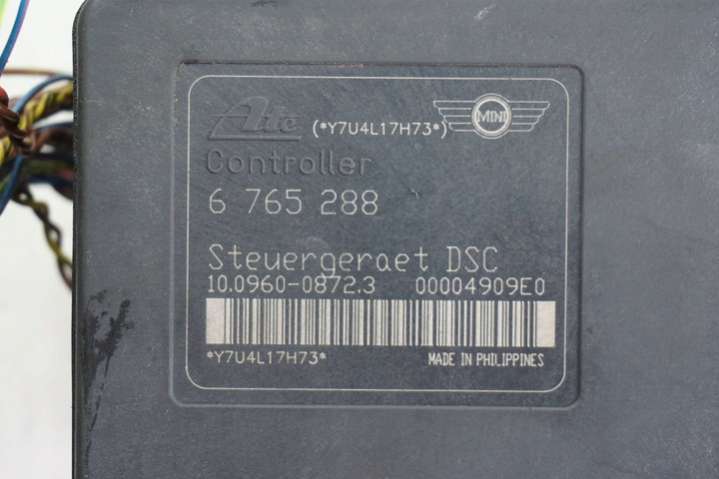 Ate (*Y7U4L17H73*) MINI
Controller
6 765 288
Steuergeraet DSC
10.0960-0872.3 00004909E0
*Y7U4L17H73* MADE IN PHILIPPINES